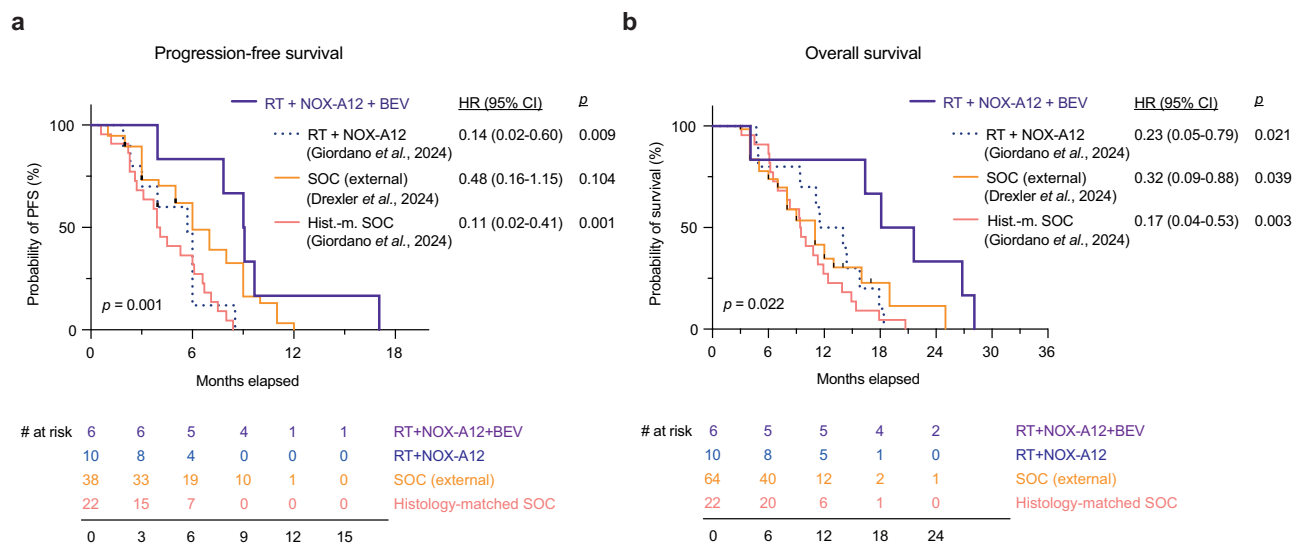 a
Progression-free survival
RT + NOX-A12 + BEV HR (95% CI) p
RT + NOX-A12 0.14 (0.02-0.60) 0.009
(Giordano et al., 2024)
SOC (external) 0.48 (0.16-1.15) 0.104
(Drexler et al., 2024)
Hist.-m. SOC 0.11 (0.02-0.41) 0.001
(Giordano et al., 2024)
Probability of PFS (%)
100
50
0
p = 0.001
0 6 12 18
Months elapsed
# at risk 6 6 5 4 1 1 RT+NOX-A12+BEV
10 8 4 0 0 0 RT+NOX-A12
38 33 19 10 1 0 SOC (external)
22 15 7 0 0 0 Histology-matched SOC
0 3 6 9 12 15
b
Overall survival
RT + NOX-A12 + BEV HR (95% CI) p
RT + NOX-A12 0.23 (0.05-0.79) 0.021
(Giordano et al., 2024)
SOC (external) 0.32 (0.09-0.88) 0.039
(Drexler et al., 2024)
Hist.-m. SOC 0.17 (0.04-0.53) 0.003
(Giordano et al., 2024)
Probability of survival (%)
100
50
0
p = 0.022
0 6 12 18 24 30 36
Months elapsed
# at risk 6 5 5 4 2 RT+NOX-A12+BEV
10 8 5 1 0 RT+NOX-A12
64 40 12 2 1 SOC (external)
22 20 6 1 0 Histology-matched SOC
0 6 12 18 24